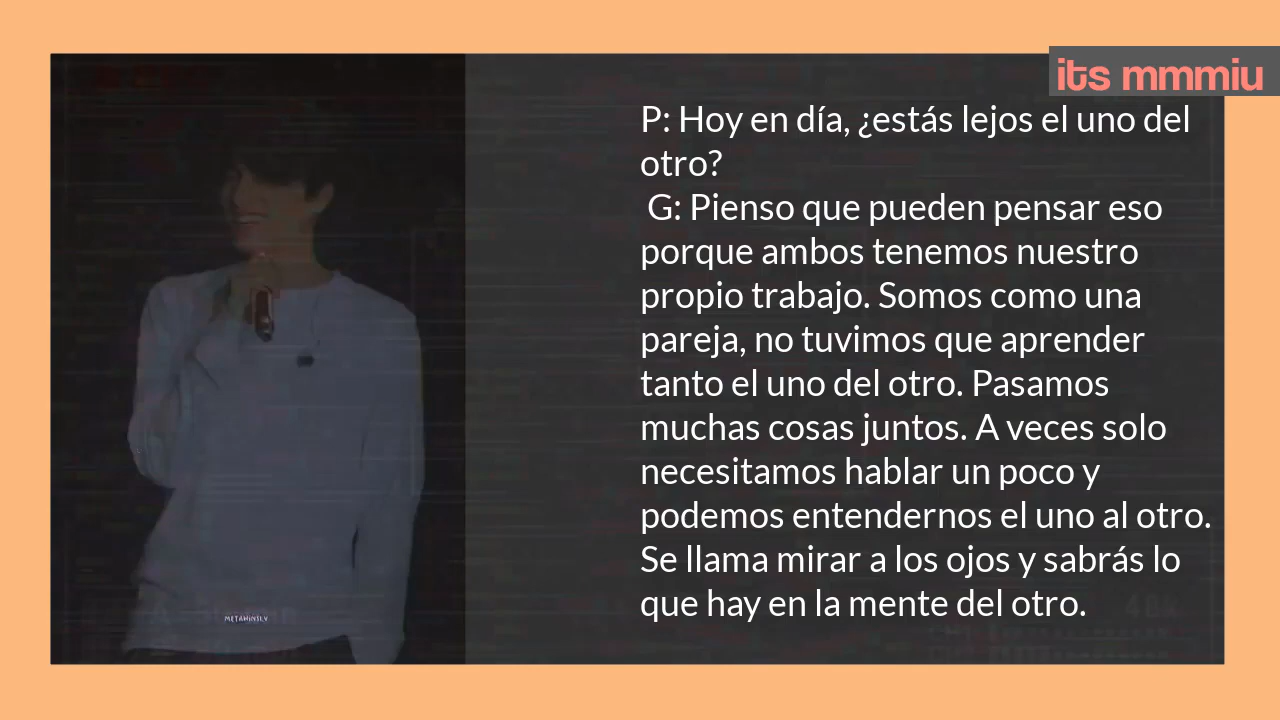 its mmmiu
P: Hoy en día, ¿estás lejos el uno del
otro?
G: Pienso que pueden pensar eso
porque ambos tenemos nuestro
propio trabajo. Somos como una
pareja, no tuvimos que aprender
tanto el uno del otro. Pasamos
muchas cosas juntos. A veces solo
necesitamos hablar un poco y
podemos entendernos el uno al otro.
Se llama mirar a los ojos y sabrás lo
que hay en la mente del otro.
METAWINSLV